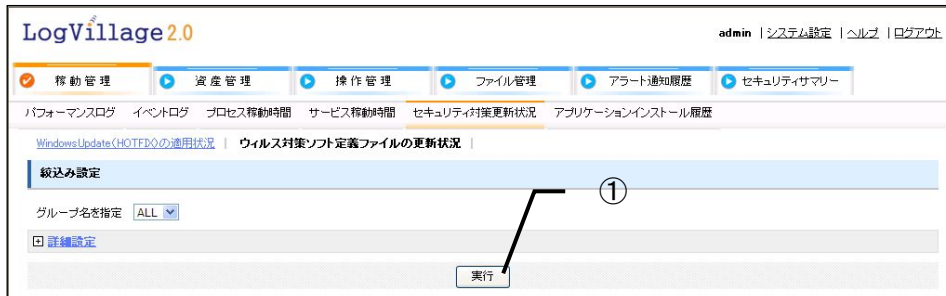 LogVillage 2.0
admin | システム設定 | ヘルプ | ログアウト
稼動管理 資産管理 操作管理 ファイル管理 アラート通知履歴 セキュリティサマリー
パフォーマンスログ イベントログ プロセス稼動時間 サービス稼動時間 セキュリティ対策更新状況 アプリケーションインストール履歴
WindowsUpdate(HOTFIX)の適用状況 | ウィルス対策ソフト定義ファイルの更新状況 |
絞込み設定
①
グループ名を指定 ALL
詳細設定
実行